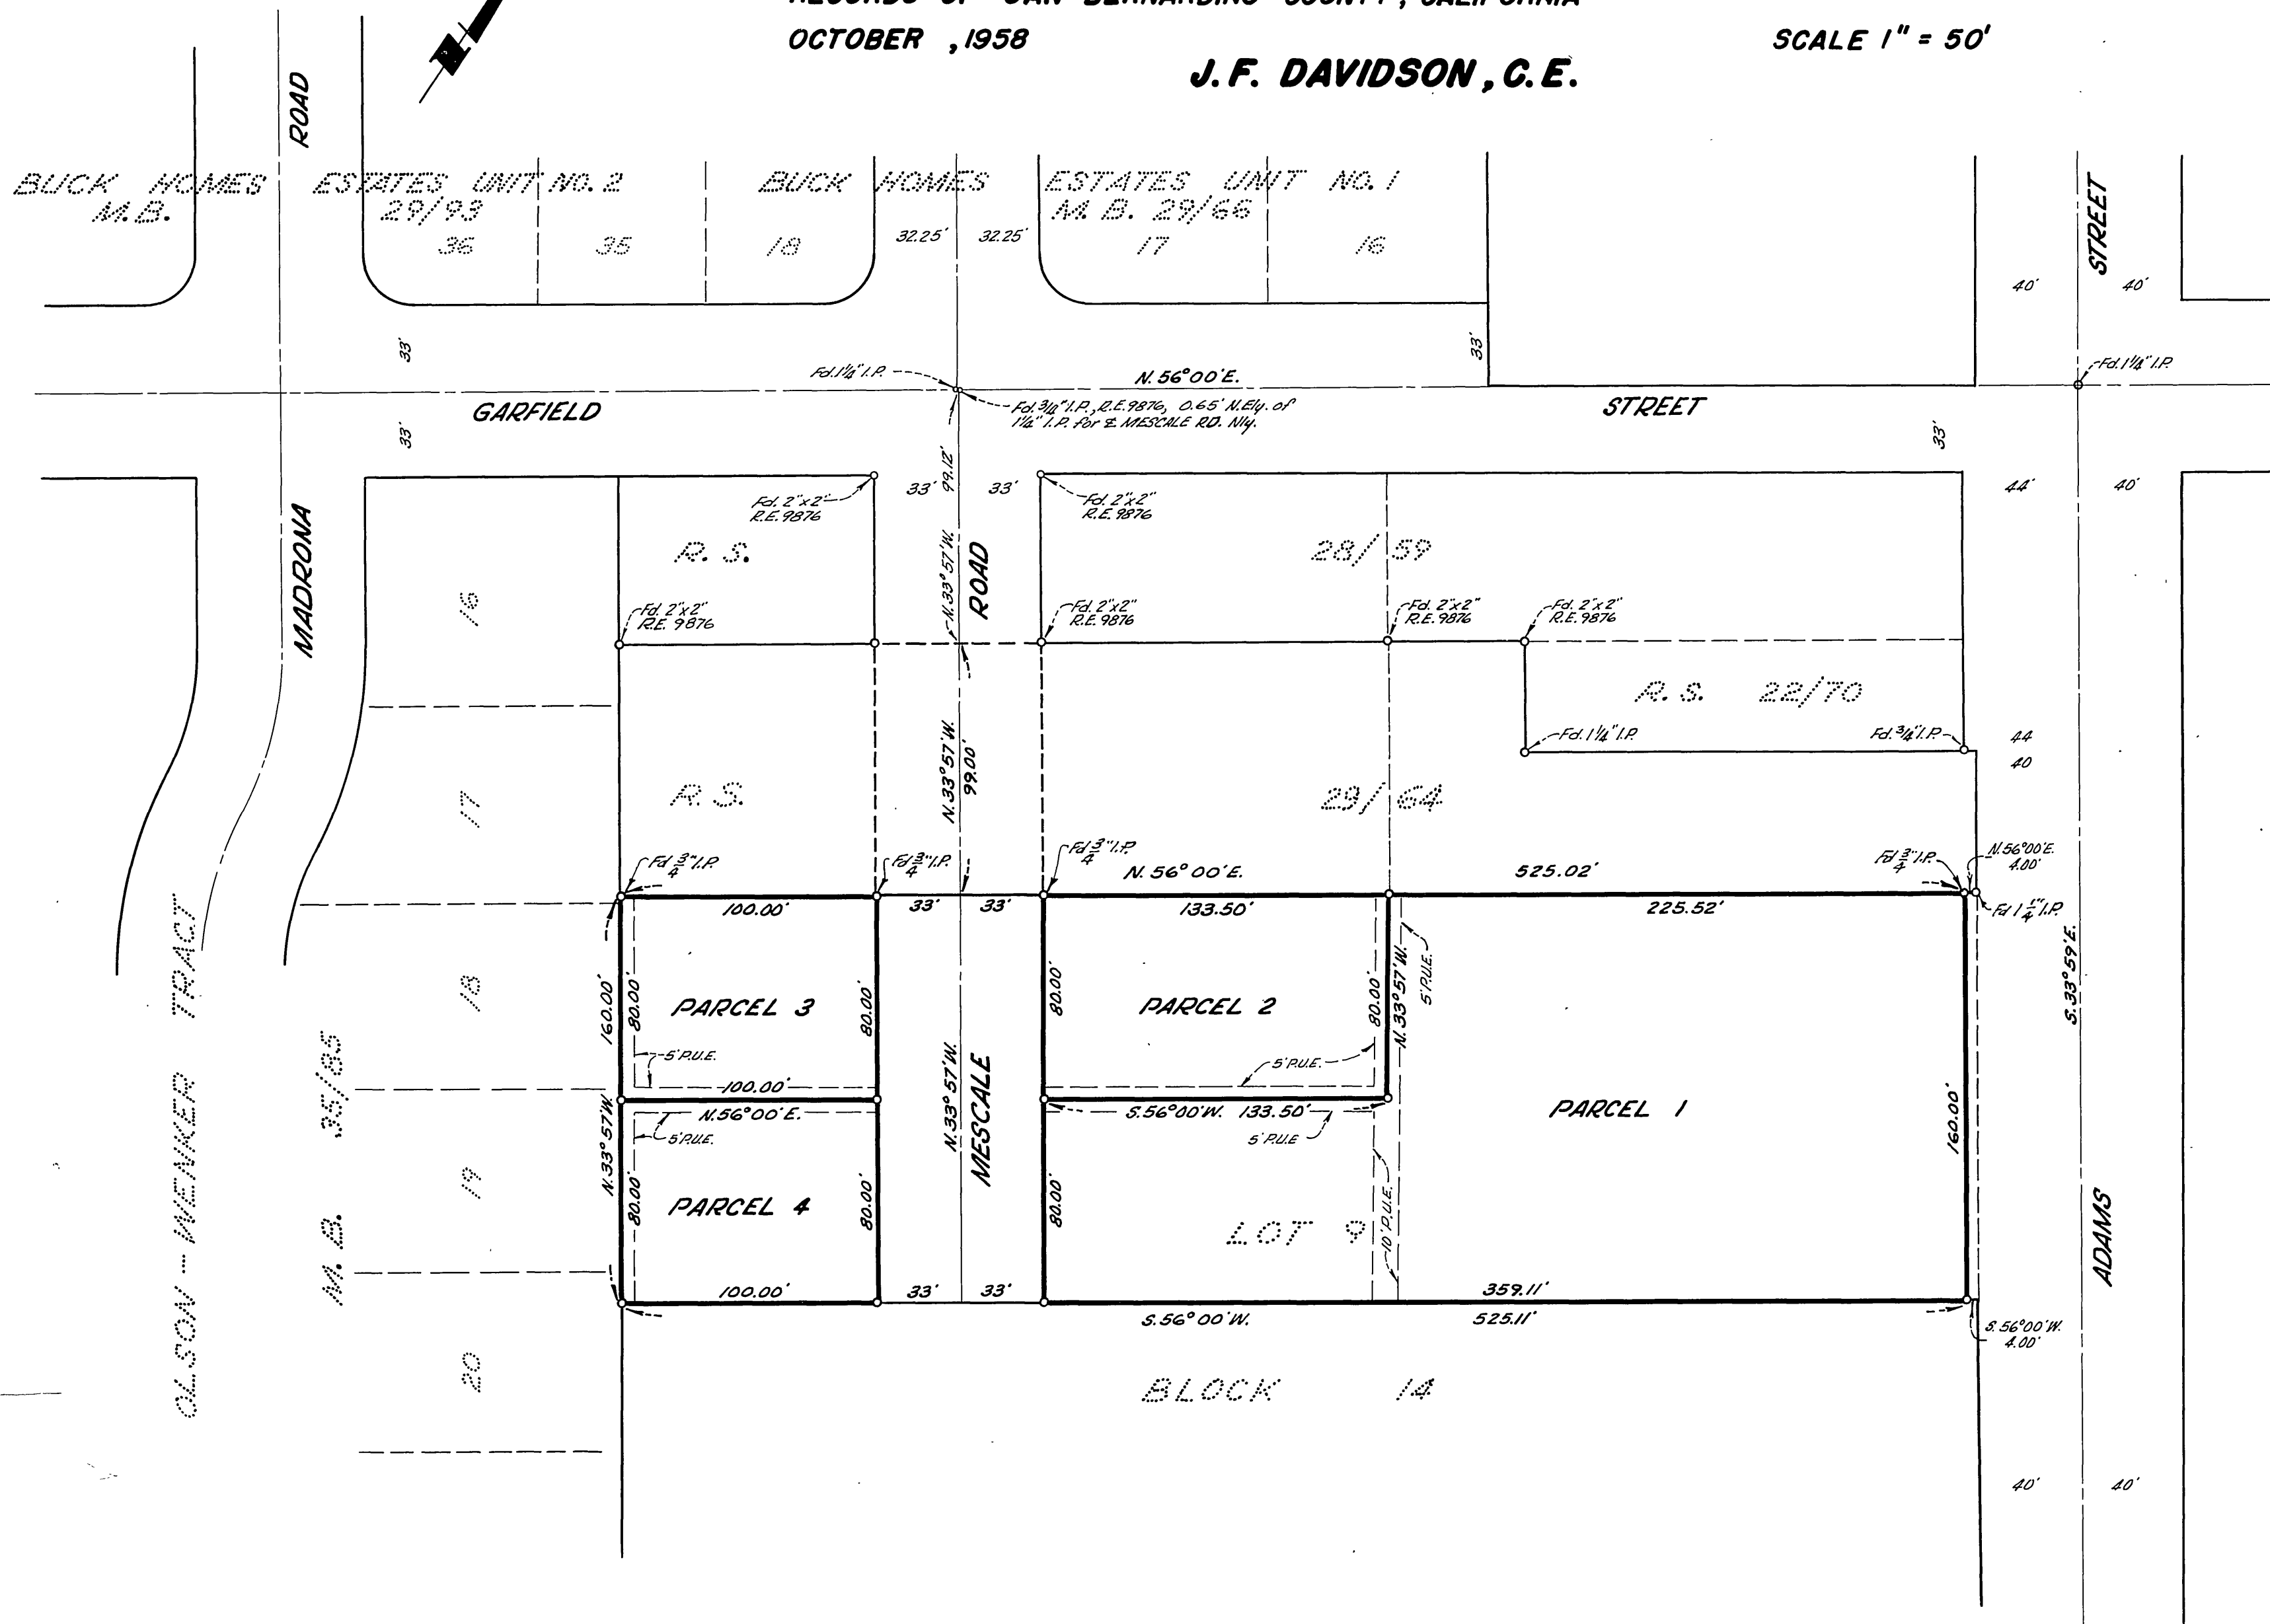 RECORDS OF SAN BERNARDINO COUNTY, CALIFORNIA
OCTOBER , 1958
SCALE 1" = 50'
J. F. DAVIDSON, C.E.
ROAD
STREET
BUCK HOMES ESTATES UNIT NO. 2
M.B. 29/93
BUCK HOMES ESTATES UNIT NO. 1
M. B. 29/66
36
35
18
32.25'
32.25'
17
16
40'
40'
33'
33'
Fd. 1¼" I.P.
N. 56°00' E.
Fd. 1¼" I.P.
GARFIELD
STREET
Fd. ¾" I.P., R.E. 9876, 0.65' N.Ely. of
1¼" I.P. for ℄ MESCALE RD. Nly.
33'
33'
99.12'
N. 33° 57' W.
33'
33'
44'
40'
Fd. 2"x2"
R.E. 9876
Fd. 2"x2"
R.E. 9876
MADRONA
R. S.
28/59
ROAD
16
Fd. 2"x2"
R.E. 9876
Fd. 2"x2"
R.E. 9876
Fd. 2"x2"
R.E. 9876
Fd. 2"x2"
R.E. 9876
R. S. 22/70
Fd. 1¼" I.P.
Fd. ¾" I.P.
44
40
N. 33° 57' W.
99.00'
17
R. S.
29/64
Fd ¾" I.P.
Fd ¾" I.P.
Fd ¾" I.P.
N. 56° 00' E.
525.02'
Fd ¾" I.P.
N. 56°00' E.
4.00'
Fd 1¼" I.P.
100.00'
33'
33'
133.50'
225.52'
OLSON - WENKER TRACT
M. B. 35/85
18
160.00'
80.00'
PARCEL 3
80.00'
80.00'
PARCEL 2
80.00'
N. 33° 57' W.
5' P.U.E.
S. 33° 59' E.
5' P.U.E.
100.00'
5' P.U.E.
N. 33° 57' W.
MESCALE
N. 56°00' E.
5' P.U.E.
S. 56°00' W. 133.50'
5' P.U.E
PARCEL 1
160.00'
N. 33° 57' W.
19
80.00'
PARCEL 4
80.00'
80.00'
LOT 9
10' P.U.E.
ADAMS
100.00'
33'
33'
359.11'
S. 56° 00' W.
525.11'
S. 56°00' W.
4.00'
20
BLOCK 14
40'
40'